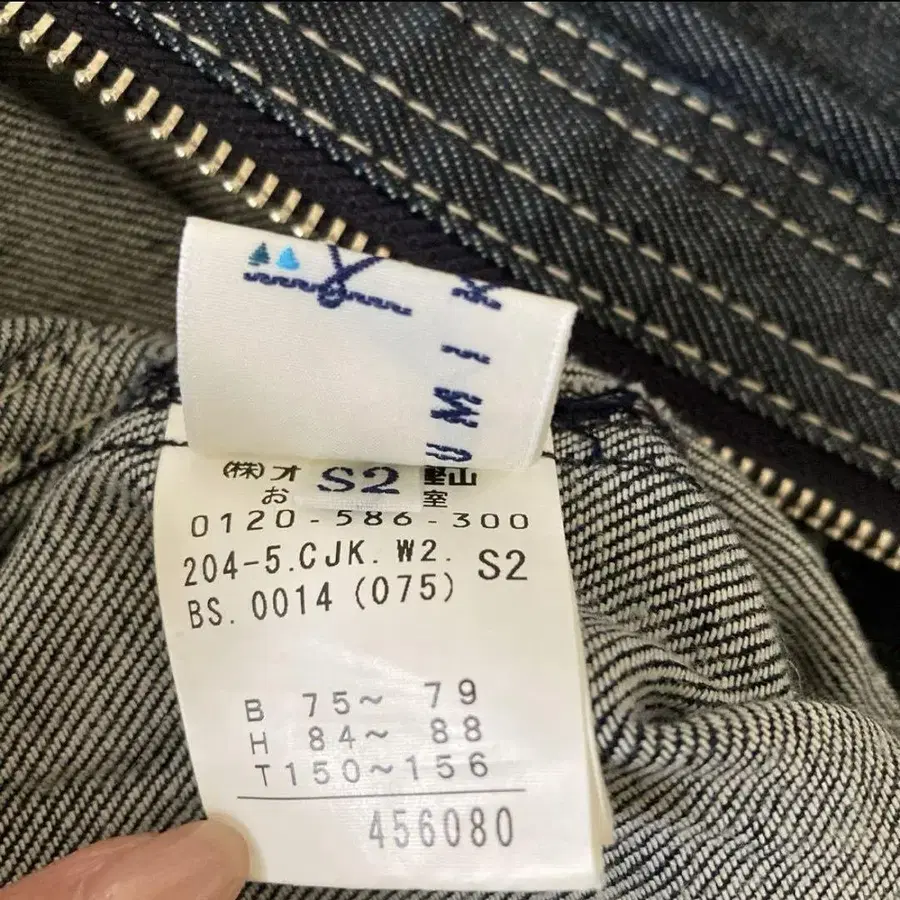 UMIK
S2
(株)オ 山
お 室
0120-586-300
204-5.CJK. W2. S2
BS. 0014 (075)
B 75~ 79
H 84~ 88
T150~156
456080